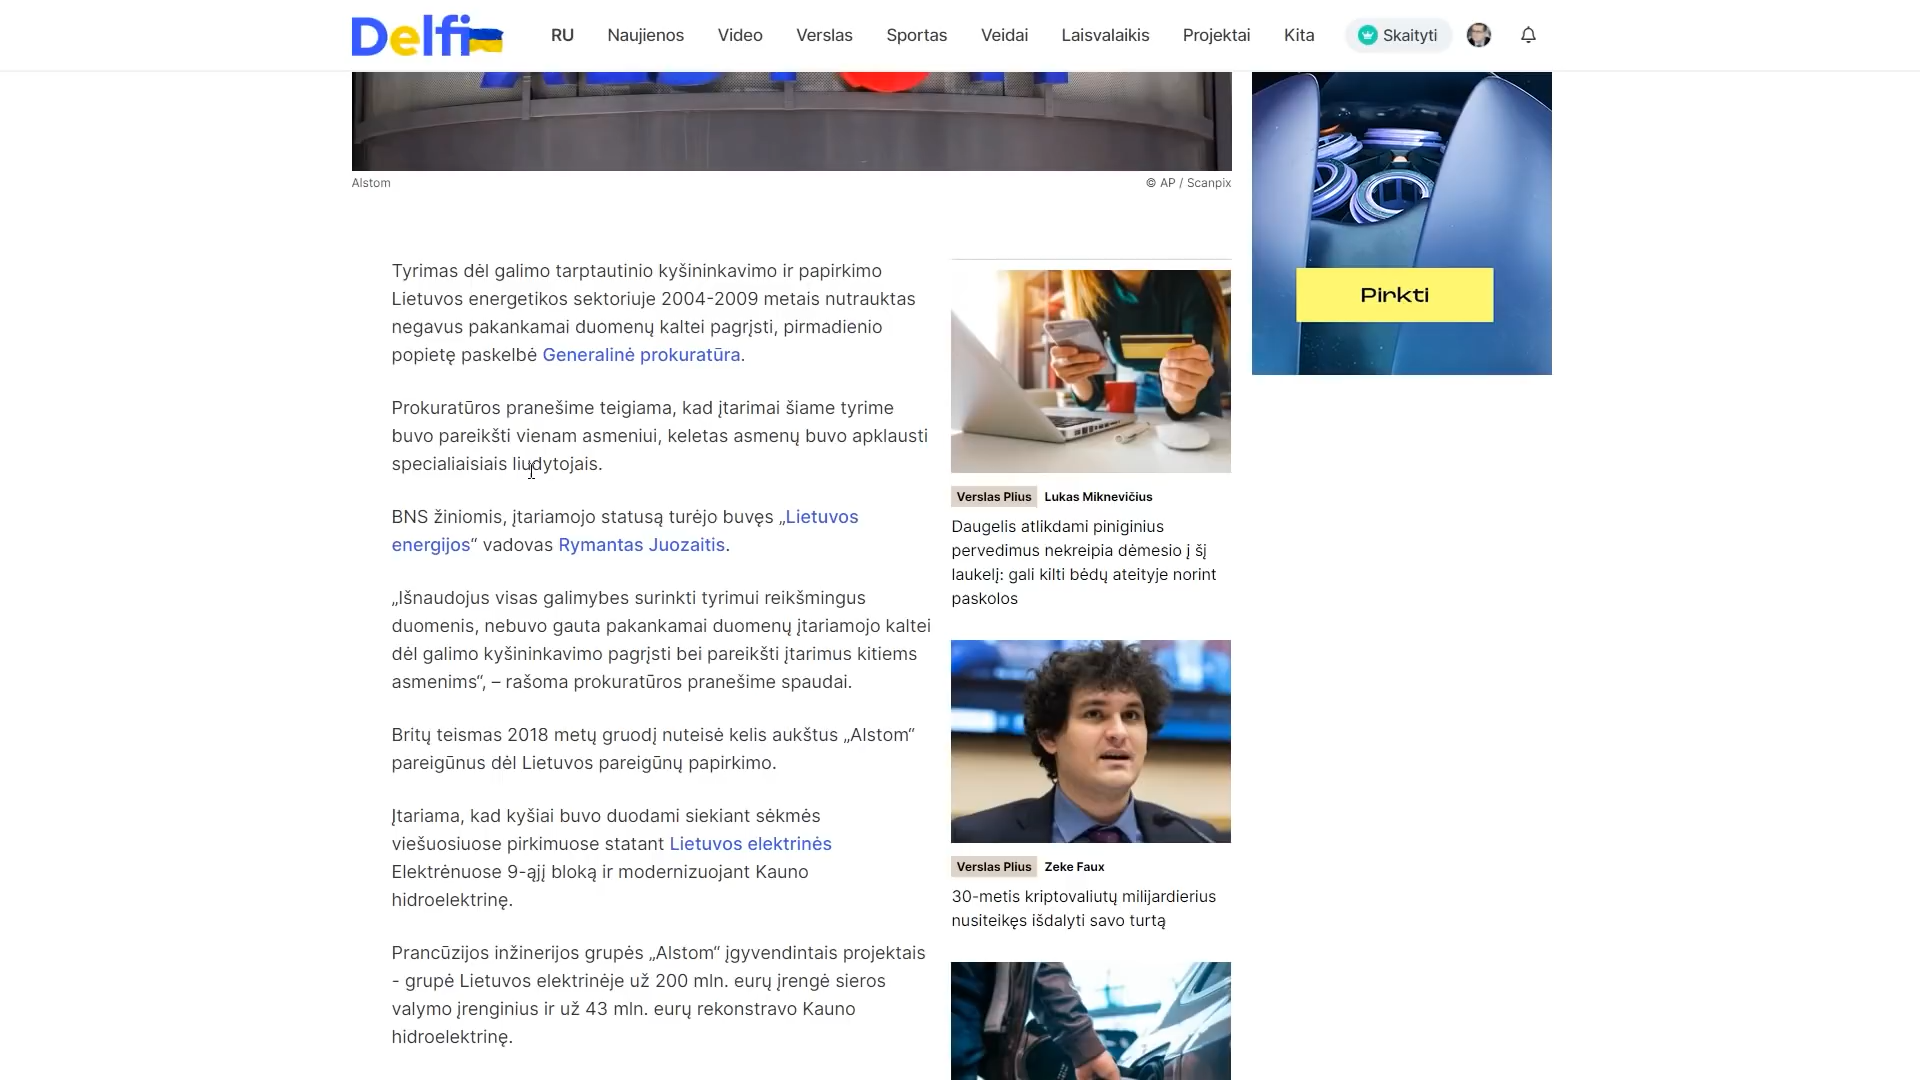 Delfi
RU
Naujienos
Video
Verslas
Sportas
Veidai
Laisvalaikis
Projektai
Kita
Skaityti
Alstom
© AP / Scanpix
Pirkti
Tyrimas dėl galimo tarptautinio kyšininkavimo ir papirkimo
Lietuvos energetikos sektoriuje 2004-2009 metais nutrauktas
negavus pakankamai duomenų kaltei pagrįsti, pirmadienio
popietę paskelbė Generalinė prokuratūra.
Prokuratūros pranešime teigiama, kad įtarimai šiame tyrime
buvo pareikšti vienam asmeniui, keletas asmenų buvo apklausti
specialiaisiais liudytojais.
BNS žiniomis, įtariamojo statusą turėjo buvęs „Lietuvos
energijos“ vadovas Rymantas Juozaitis.
„Išnaudojus visas galimybes surinkti tyrimui reikšmingus
duomenis, nebuvo gauta pakankamai duomenų įtariamojo kaltei
dėl galimo kyšininkavimo pagrįsti bei pareikšti įtarimus kitiems
asmenims“, – rašoma prokuratūros pranešime spaudai.
Britų teismas 2018 metų gruodį nuteisė kelis aukštus „Alstom“
pareigūnus dėl Lietuvos pareigūnų papirkimo.
Įtariama, kad kyšiai buvo duodami siekiant sėkmės
viešuosiuose pirkimuose statant Lietuvos elektrinės
Elektrėnuose 9-ąjį bloką ir modernizuojant Kauno
hidroelektrinę.
Prancūzijos inžinerijos grupės „Alstom“ įgyvendintais projektais
- grupė Lietuvos elektrinėje už 200 mln. eurų įrengė sieros
valymo įrenginius ir už 43 mln. eurų rekonstravo Kauno
hidroelektrinę.
Verslas Plius Lukas Miknevičius
Daugelis atlikdami piniginius
pervedimus nekreipia dėmesio į šį
laukelį: gali kilti bėdų ateityje norint
paskolos
Verslas Plius Zeke Faux
30-metis kriptovaliutų milijardierius
nusiteikęs išdalyti savo turtą